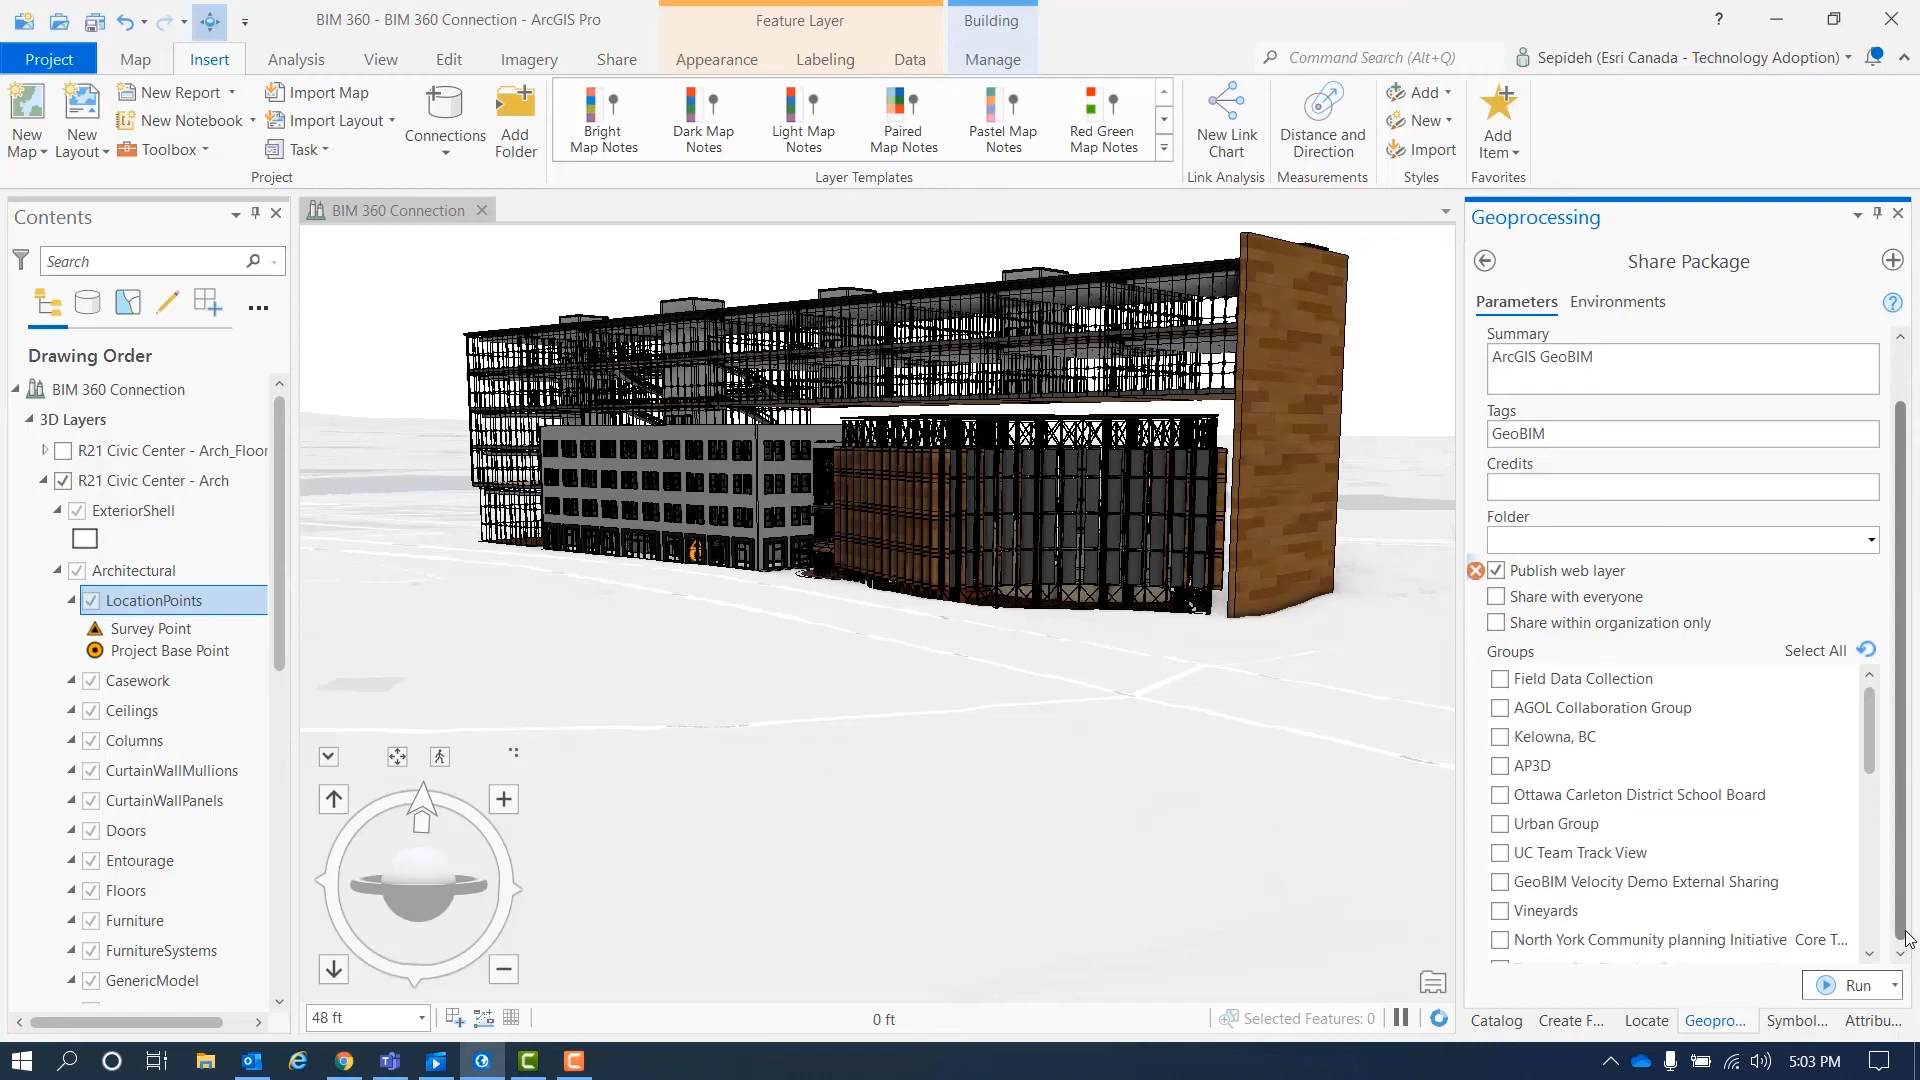 BIM 360 - BIM 360 Connection - ArcGIS Pro
Feature Layer
Building
?
Project
Map
Insert
Analysis
View
Edit
Imagery
Share
Appearance
Labeling
Data
Manage
Command Search (Alt+Q)
Sepideh (Esri Canada - Technology Adoption)
New Map
New Layout
New Report
New Notebook
Toolbox
Import Map
Import Layout
Task
Connections
Add Folder
Project
Bright Map Notes
Dark Map Notes
Light Map Notes
Paired Map Notes
Pastel Map Notes
Red Green Map Notes
Layer Templates
New Link Chart
Link Analysis
Distance and Direction
Measurements
Add
New
Import
Styles
Add Item
Favorites
Contents
Search
Drawing Order
BIM 360 Connection
3D Layers
R21 Civic Center - Arch_Floor
R21 Civic Center - Arch
ExteriorShell
Architectural
LocationPoints
Survey Point
Project Base Point
Casework
Ceilings
Columns
CurtainWallMullions
CurtainWallPanels
Doors
Entourage
Floors
Furniture
FurnitureSystems
GenericModel
BIM 360 Connection
48 ft
0 ft
Selected Features: 0
Geoprocessing
Share Package
Parameters
Environments
?
Summary
ArcGIS GeoBIM
Tags
GeoBIM
Credits
Folder
Publish web layer
Share with everyone
Share within organization only
Groups
Select All
Field Data Collection
AGOL Collaboration Group
Kelowna, BC
AP3D
Ottawa Carleton District School Board
Urban Group
UC Team Track View
GeoBIM Velocity Demo External Sharing
Vineyards
North York Community planning Initiative Core T...
Run
Catalog
Create F...
Locate
Geopro...
Symbol...
Attribu...
5:03 PM